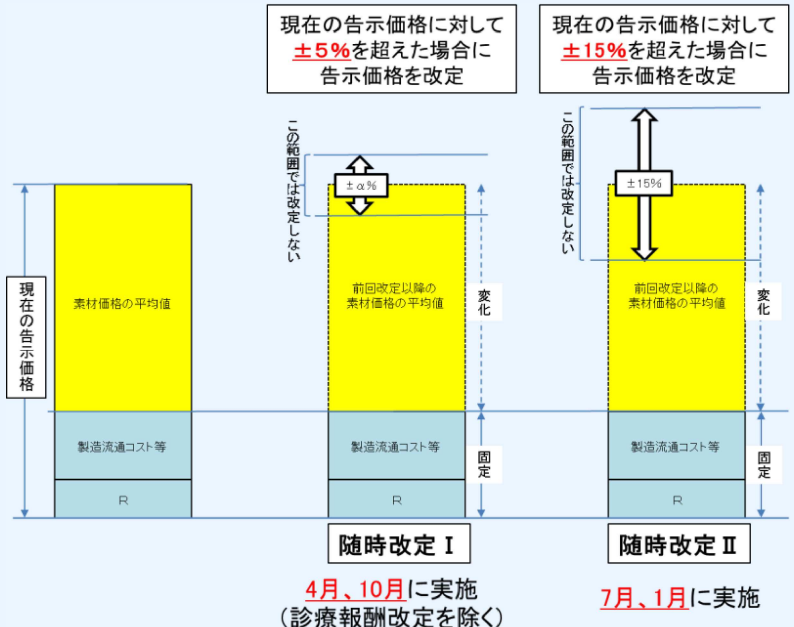 現在の告示価格に対して
±5%を超えた場合に
告示価格を改定
現在の告示価格に対して
±15%を超えた場合に
告示価格を改定
この範囲では改定しない
±α%
この範囲では改定しない
±15%
現在の告示価格
素材価格の平均値
前回改定以降の
素材価格の平均値
変化
前回改定以降の
素材価格の平均値
変化
製造流通コスト等
製造流通コスト等
固定
製造流通コスト等
固定
R
R
R
随時改定Ⅰ
随時改定Ⅱ
4月、10月に実施
(診療報酬改定を除く)
7月、1月に実施